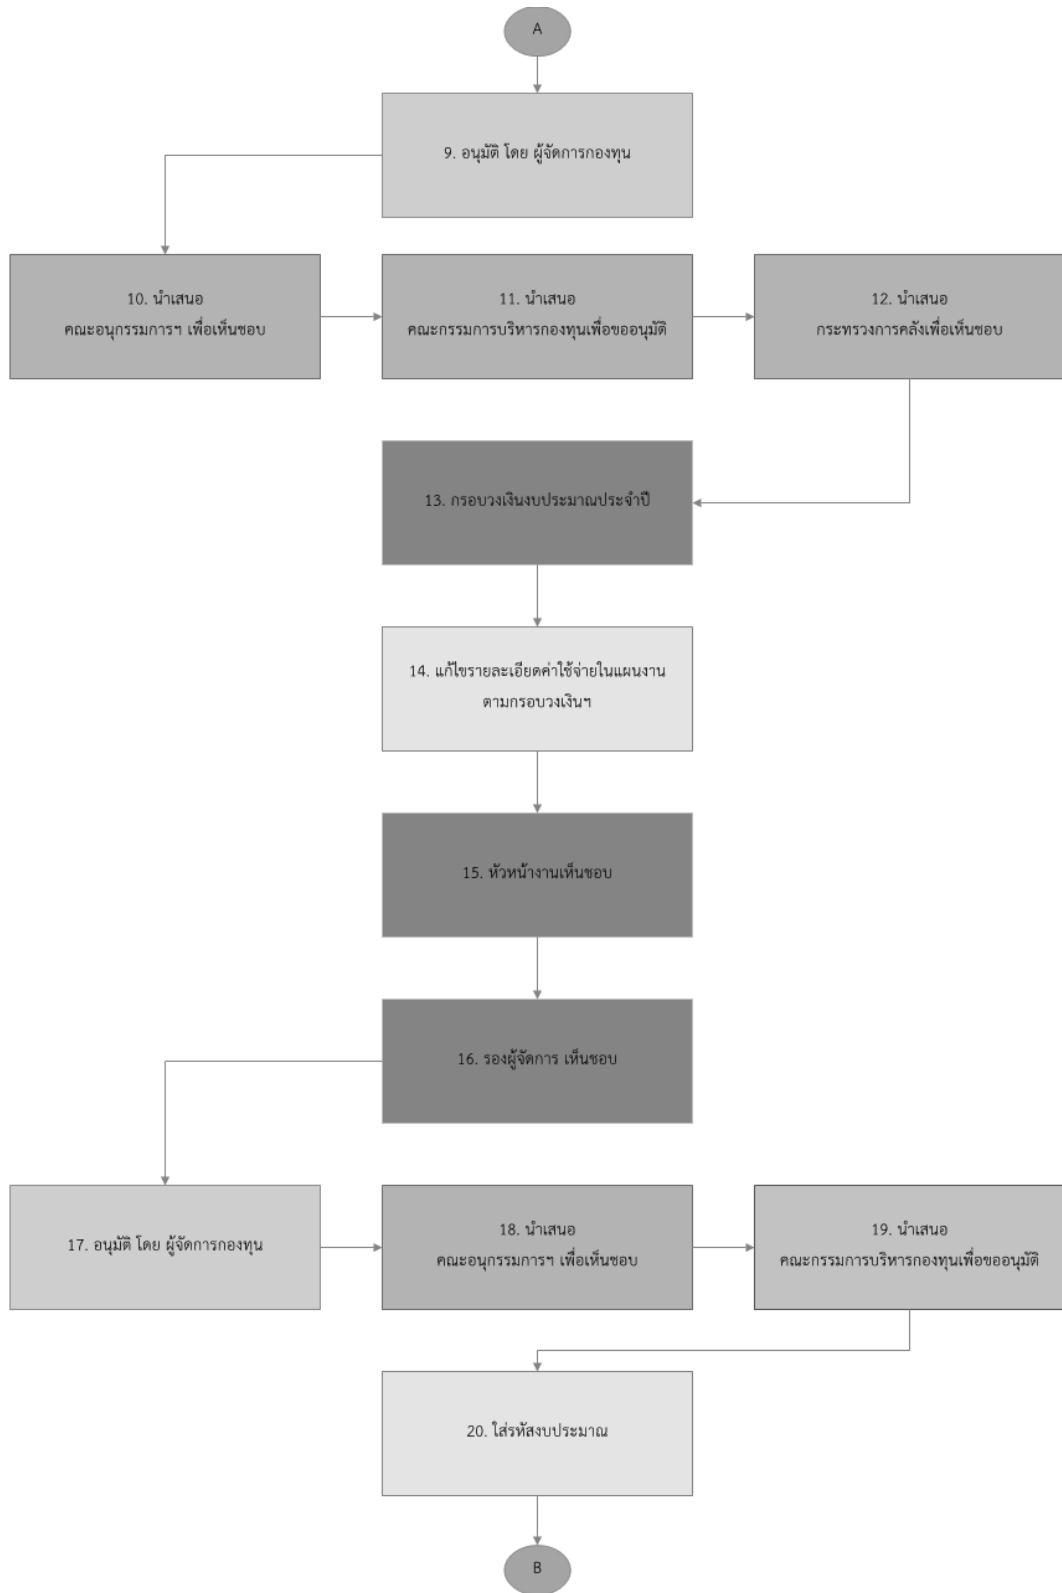 A
9. อนุมัติ โดย ผู้จัดการกองทุน
10. นำเสนอ
คณะอนุกรรมการฯ เพื่อเห็นชอบ
11. นำเสนอ
คณะกรรมการบริหารกองทุนเพื่อขออนุมัติ
12. นำเสนอ
กระทรวงการคลังเพื่อเห็นชอบ
13. กรอบวงเงินงบประมาณประจำปี
14. แก้ไขรายละเอียดค่าใช้จ่ายในแผนงาน
ตามกรอบวงเงินฯ
15. หัวหน้างานเห็นชอบ
16. รองผู้จัดการ เห็นชอบ
17. อนุมัติ โดย ผู้จัดการกองทุน
18. นำเสนอ
คณะอนุกรรมการฯ เพื่อเห็นชอบ
19. นำเสนอ
คณะกรรมการบริหารกองทุนเพื่อขออนุมัติ
20. ใส่รหัสงบประมาณ
B